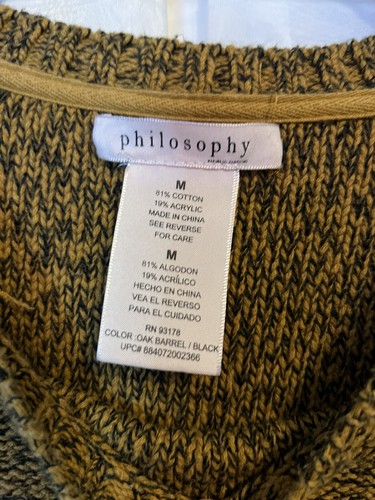 philosophy
M
81% COTTON
19% ACRYLIC
MADE IN CHINA
SEE REVERSE
FOR CARE
M
81% ALGODON
19% ACRÍLICO
HECHO EN CHINA
VEA EL REVERSO
PARA EL CUIDADO
RN 93178
COLOR :OAK BARREL / BLACK
UPC# 884072002366